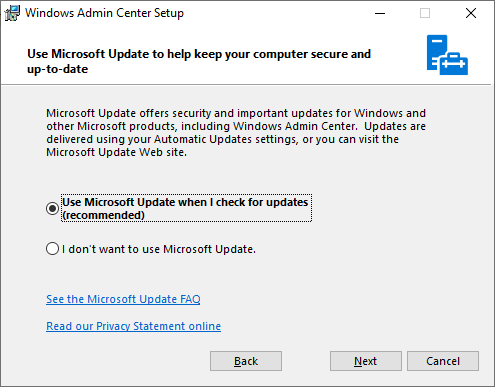 Windows Admin Center Setup
Use Microsoft Update to help keep your computer secure and
up-to-date
Microsoft Update offers security and important updates for Windows and
other Microsoft products, including Windows Admin Center.  Updates are
delivered using your Automatic Updates settings, or you can visit the
Microsoft Update Web site.
Use Microsoft Update when I check for updates
(recommended)
I don't want to use Microsoft Update.
See the Microsoft Update FAQ
Read our Privacy Statement online
Back Next Cancel